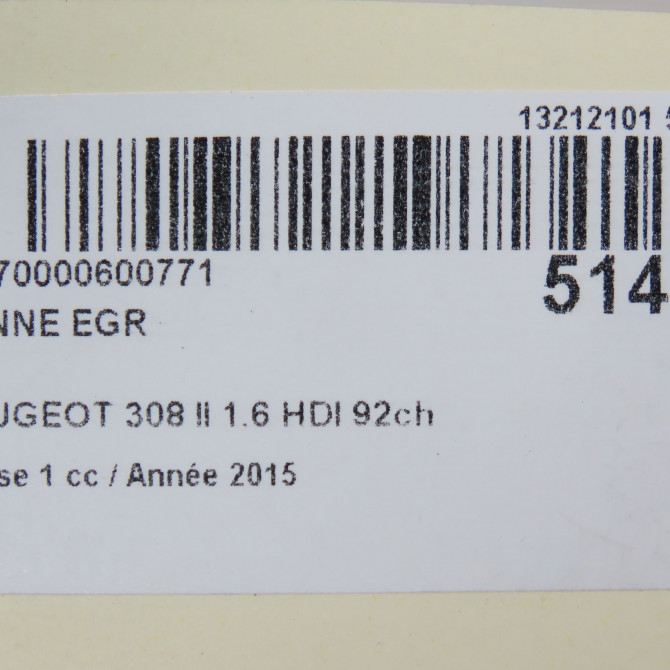 13212101 5
70000600771
514
NNE EGR
UGEOT 308 II 1.6 HDI 92ch
se 1 cc / Année 2015